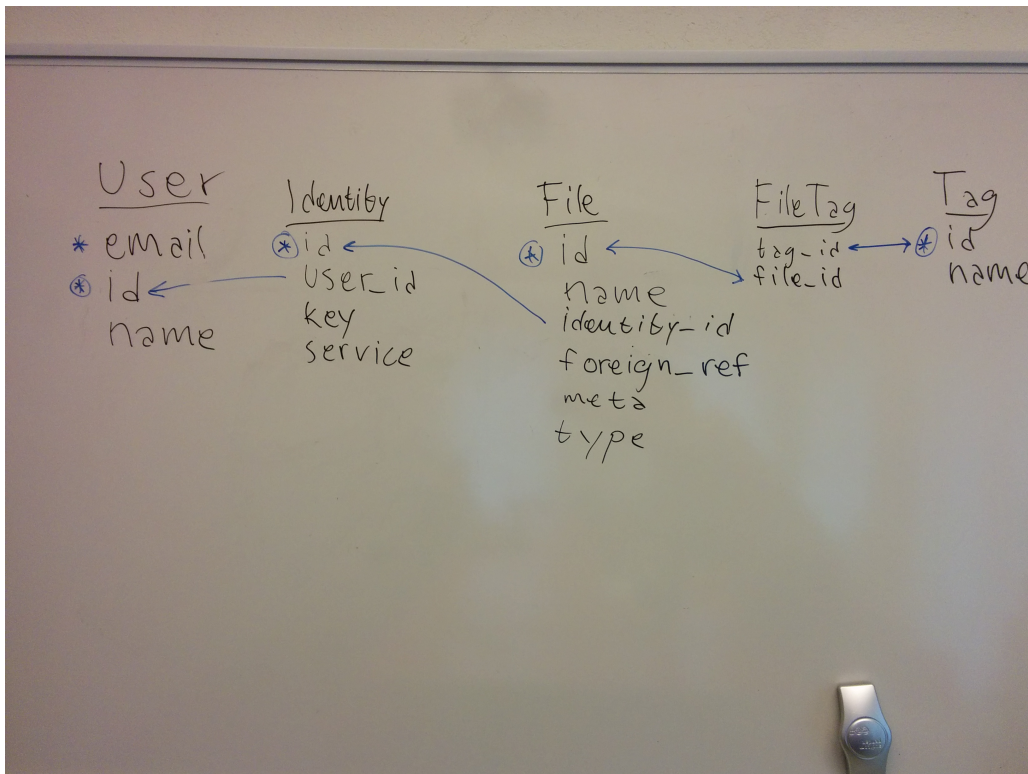 User
* email
* id
name
Identity
* id
user_id
key
service
File
* id
name
identity_id
foreign_ref
meta
type
FileTag
tag_id
file_id
Tag
* id
name